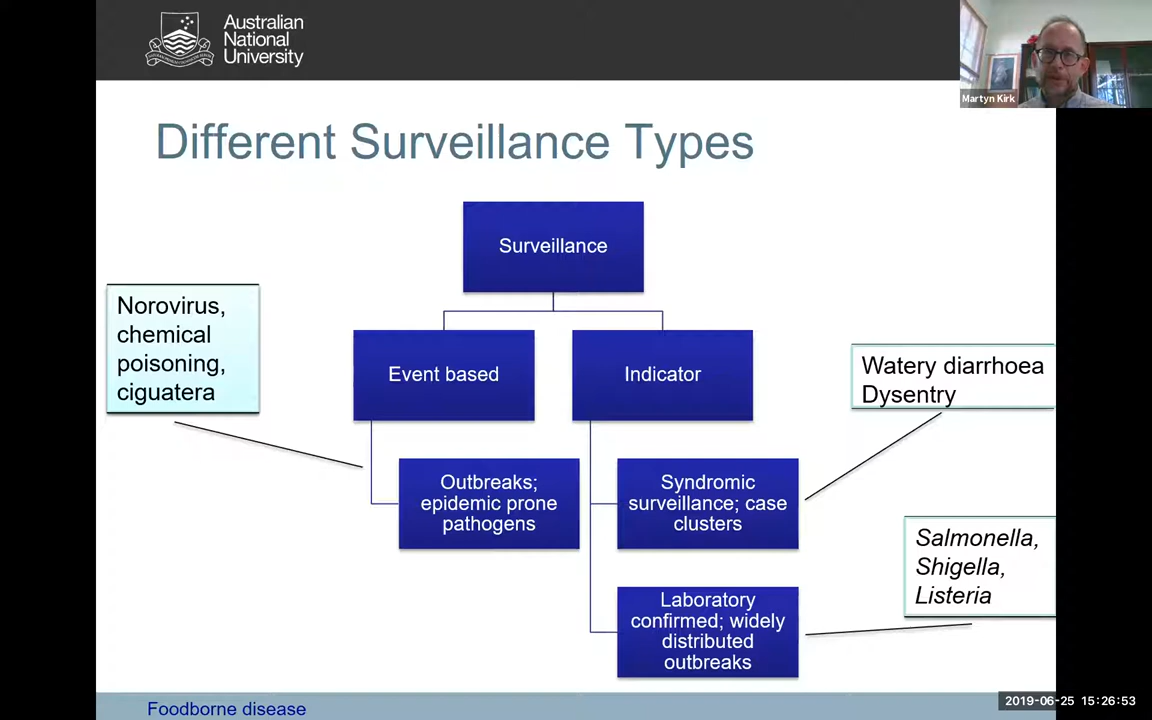 Australian
National
University
Martyn Kirk
Different Surveillance Types
Surveillance
Norovirus,
chemical
poisoning,
ciguatera
Event based
Indicator
Watery diarrhoea
Dysentry
Outbreaks;
epidemic prone
pathogens
Syndromic
surveillance; case
clusters
Salmonella,
Shigella,
Listeria
Laboratory
confirmed; widely
distributed
outbreaks
Foodborne disease
2019-06-25 15:26:53